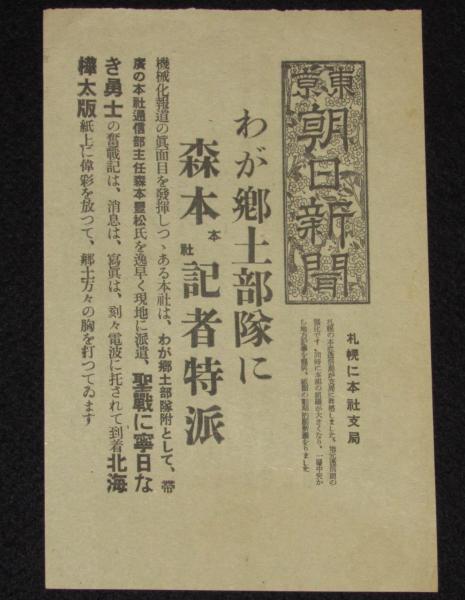 東京
朝日新聞
札幌に本社支局
わが郷土部隊に
森本本社記者特派
機械化報道の眞面目を發揮しつゝある本社は、わが郷土部隊附として、帶
廣の本社通信部主任森本豊松氏を逸早く現地に派遣、聖戰に寧日な
き勇士の奮戰記は、消息は、寫眞は、刻々電波に托されて到着北海
樺太版紙上に偉彩を放つて、郷土方々の胸を打つてゐます